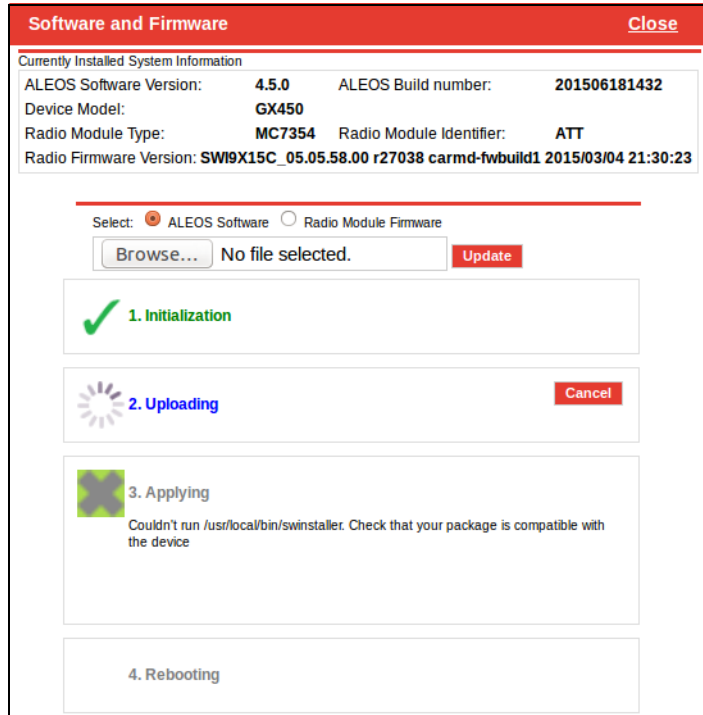 Software and Firmware Close
Currently Installed System Information
ALEOS Software Version: 4.5.0 ALEOS Build number: 201506181432
Device Model: GX450
Radio Module Type: MC7354 Radio Module Identifier: ATT
Radio Firmware Version: SWI9X15C_05.05.58.00 r27038 carmd-fwbuild1 2015/03/04 21:30:23
Select: ALEOS Software Radio Module Firmware
Browse... No file selected. Update
1. Initialization
2. Uploading Cancel
3. Applying
Couldn't run /usr/local/bin/swinstaller. Check that your package is compatible with
the device
4. Rebooting